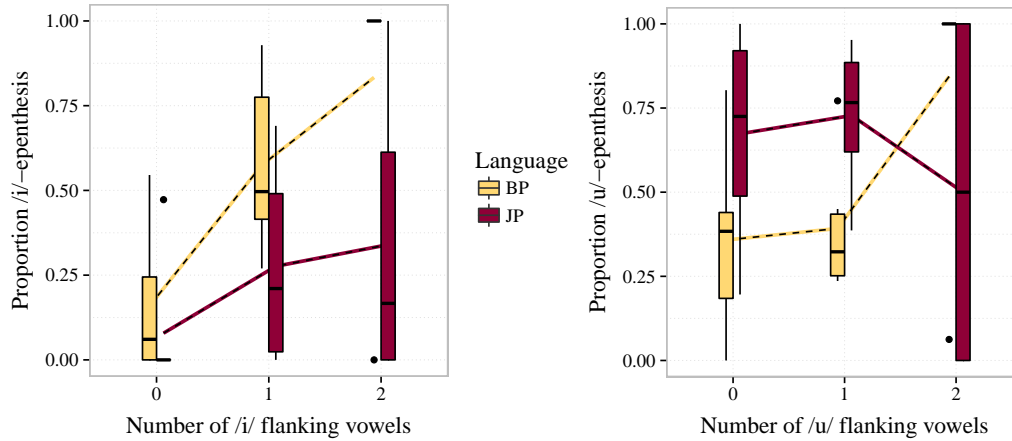 1.00
0.75
0.50
0.25
0.00
Proportion /i/−epenthesis
0 1 2
Number of /i/ flanking vowels
Language
BP
JP
1.00
0.75
0.50
0.25
0.00
Proportion /u/−epenthesis
0 1 2
Number of /u/ flanking vowels